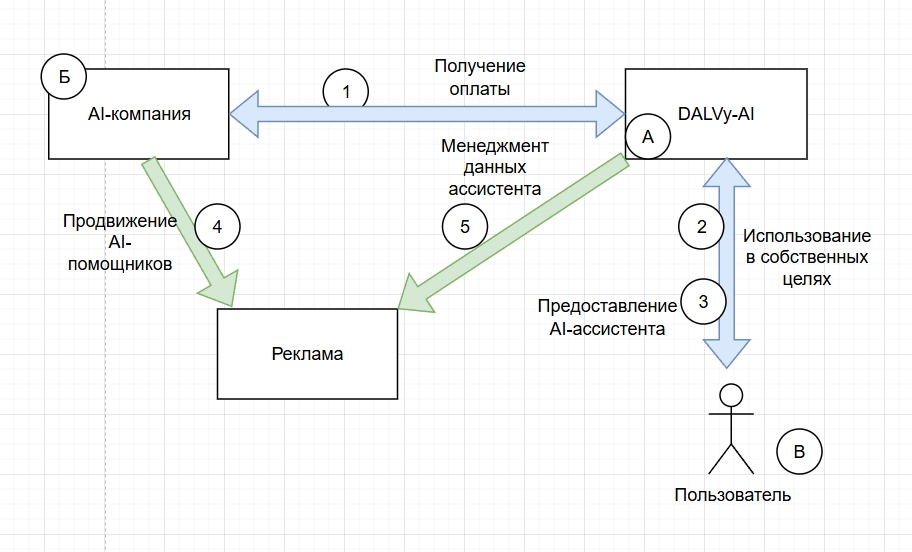 Б
AI-компания
1
Получение
оплаты
DALVy-AI
А
Менеджмент
данных
ассистента
Продвижение
AI-
помощников
4
5
2
Использование
в собственных
целях
3
Предоставление
AI-ассистента
Реклама
В
Пользователь